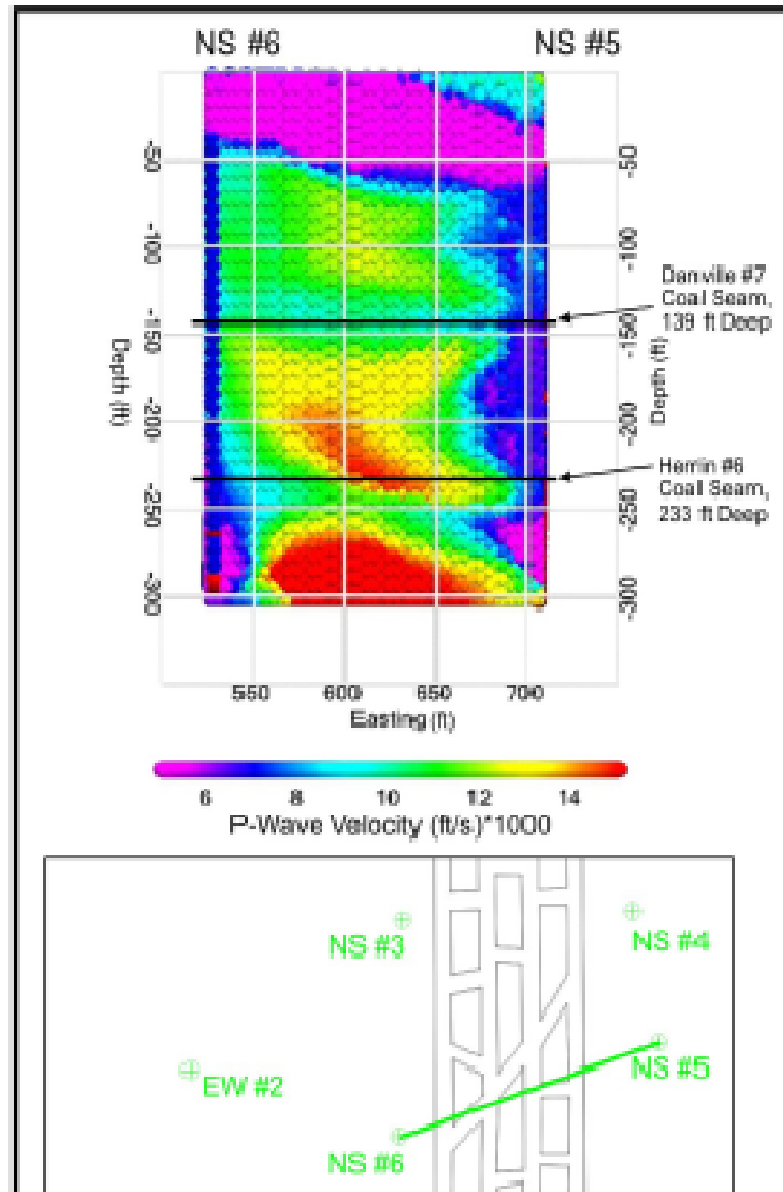 NS #6
NS #5
-50
-100
-150
-200
-250
-300
Depth (ft)
-50
-100
-150
-200
-250
-300
Depth (ft)
Danville #7
Coal Seam,
139 ft Deep
Herrin #6
Coal Seam,
233 ft Deep
550 600 650 700
Easting (ft)
6 8 10 12 14
P-Wave Velocity (ft/s)*1000
NS #3
NS #4
NS #5
EW #2
NS #6